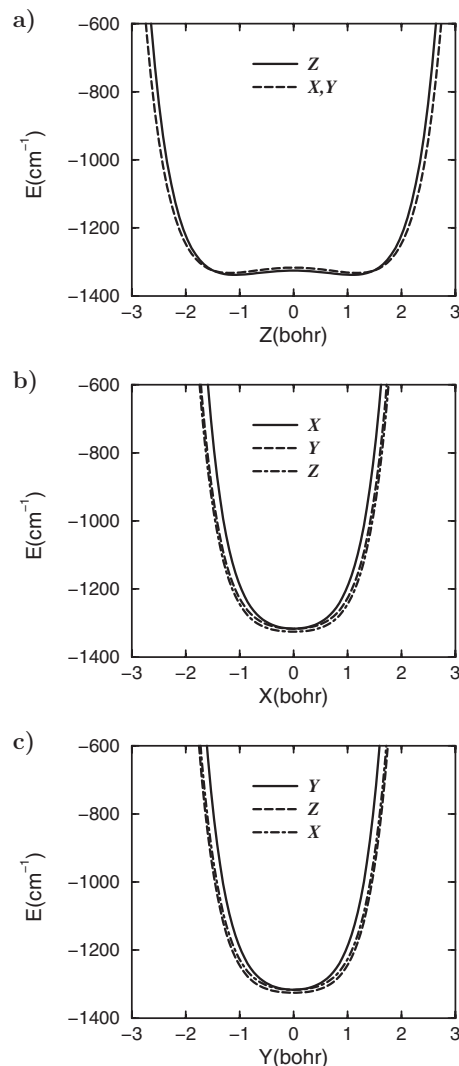 a)
−600
−800
−1000
−1200
−1400
E(cm−1)
Z
X,Y
−3 −2 −1 0 1 2 3
Z(bohr)
b)
−600
−800
−1000
−1200
−1400
E(cm−1)
X
Y
Z
−3 −2 −1 0 1 2 3
X(bohr)
c)
−600
−800
−1000
−1200
−1400
E(cm−1)
Y
Z
X
−3 −2 −1 0 1 2 3
Y(bohr)